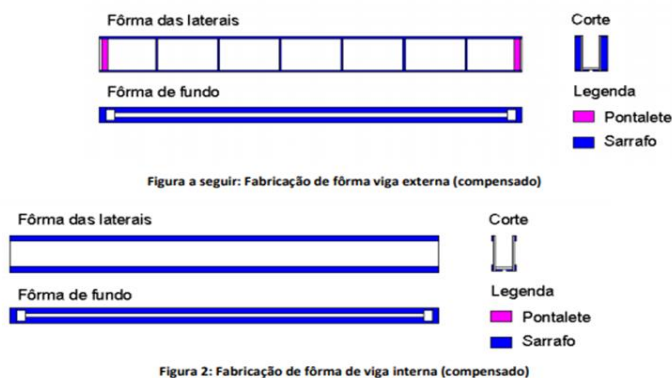 Fôrma das laterais
Corte
Fôrma de fundo
Legenda
Pontalete
Sarrafo
Figura a seguir: Fabricação de fôrma viga externa (compensado)
Fôrma das laterais
Corte
Fôrma de fundo
Legenda
Pontalete
Sarrafo
Figura 2: Fabricação de fôrma de viga interna (compensado)